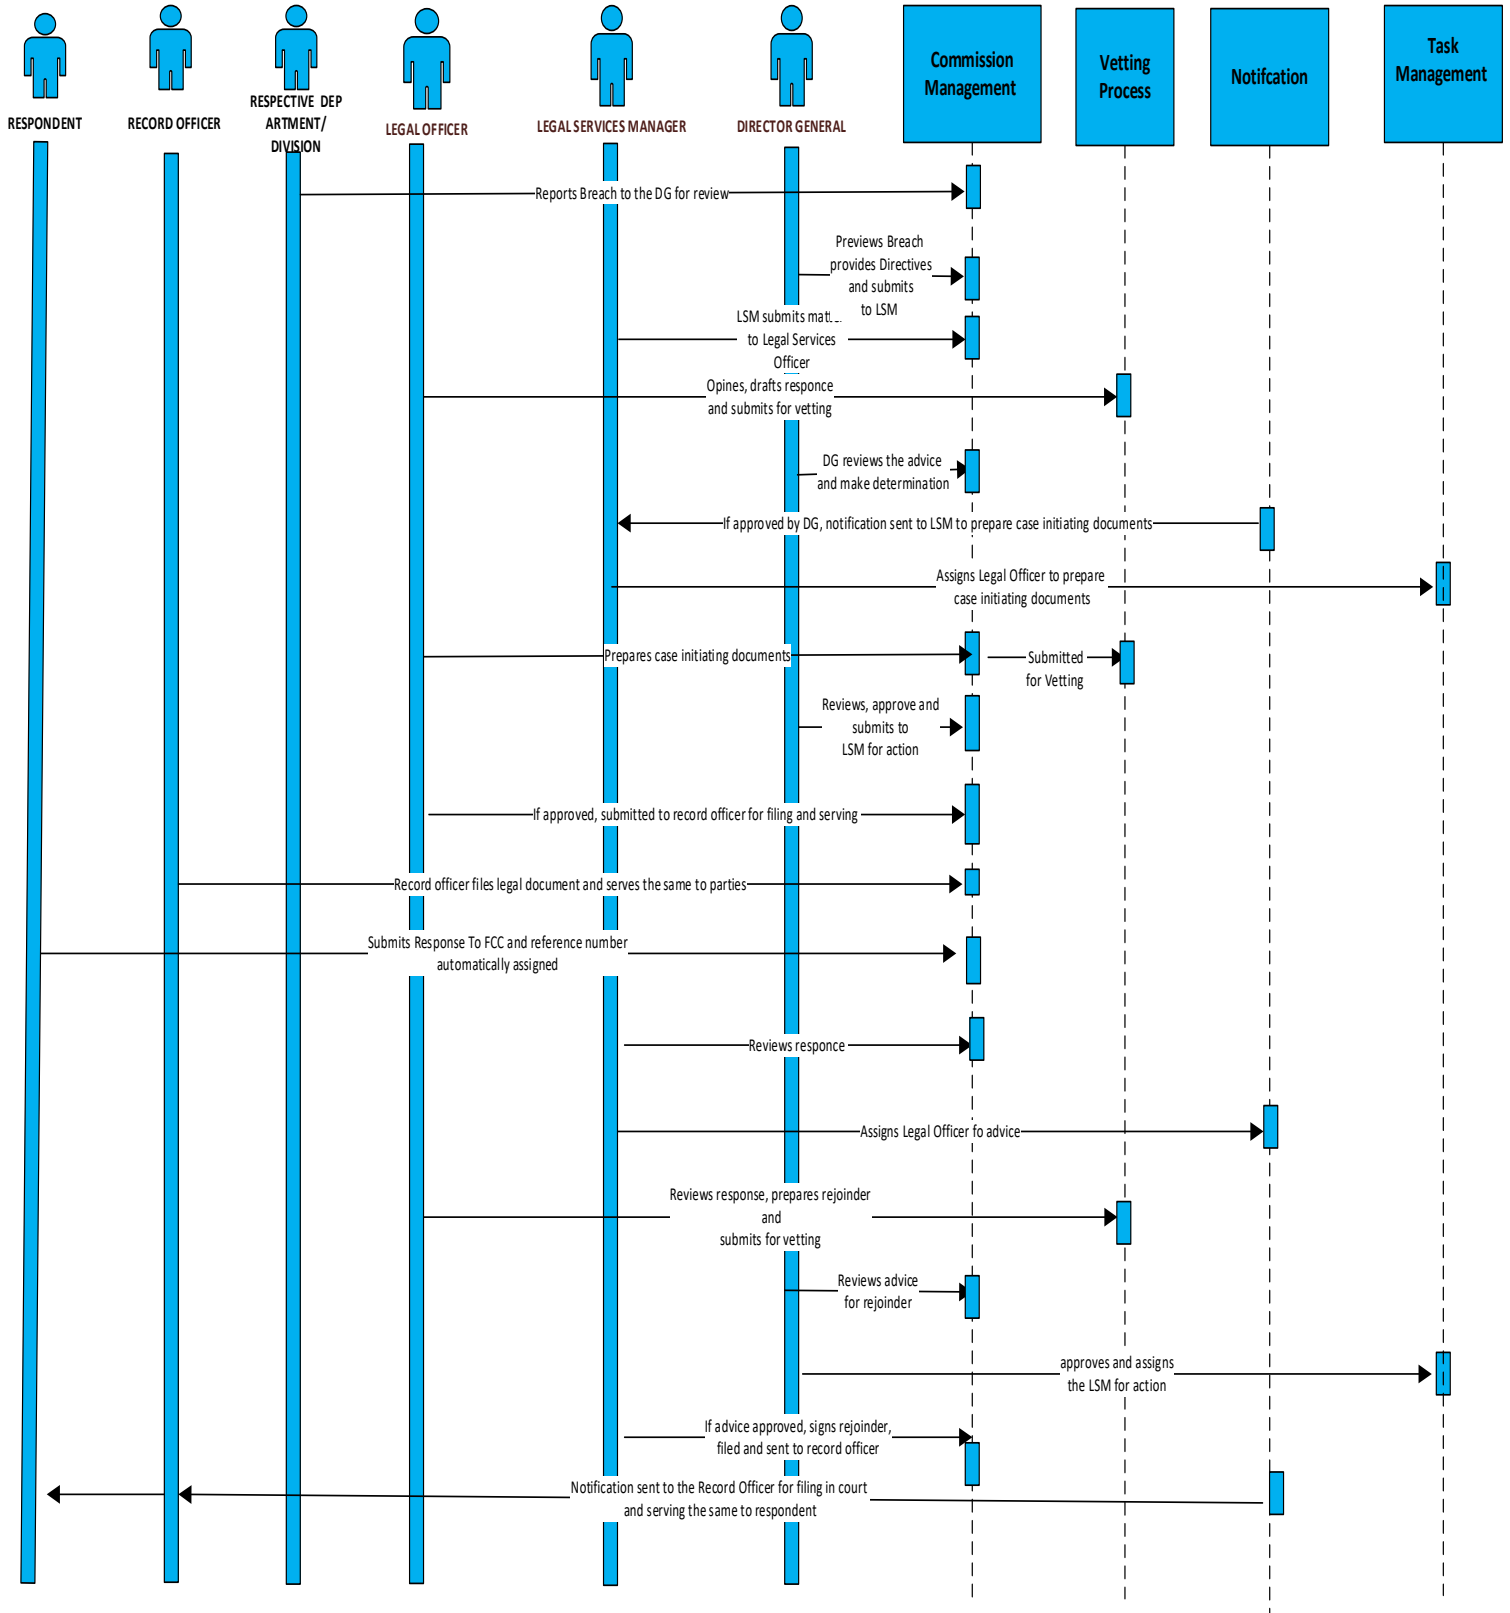 RESPONDENT
RECORD OFFICER
RESPECTIVE DEP
ARTMENT/
DIVISION
LEGAL OFFICER
LEGAL SERVICES MANAGER
DIRECTOR GENERAL
Commission
Management
Vetting
Process
Notifcation
Task
Management
Reports Breach to the DG for review
Previews Breach
provides Directives
and submits
to LSM
LSM submits
to Legal Services
Officer
Opines, drafts responce
and submits for vetting
DG reviews the advice
and make determination
If approved by DG, notification sent to LSM to prepare case initiating documents
Assigns Legal Officer to prepare
case initiating documents
Prepares case initiating documents
Submitted
for Vetting
Reviews, approve and
submits to
LSM for action
If approved, submitted to record officer for filing and serving
Record officer files legal document and serves the same to parties
Submits Response To FCC and reference number
automatically assigned
Reviews responce
Assigns Legal Officer fo advice
Reviews response, prepares rejoinder
and
submits for vetting
Reviews advice
for rejoinder
approves and assigns
the LSM for action
If advice approved, signs rejoinder,
filed and sent to record officer
Notification sent to the Record Officer for filing in court
and serving the same to respondent